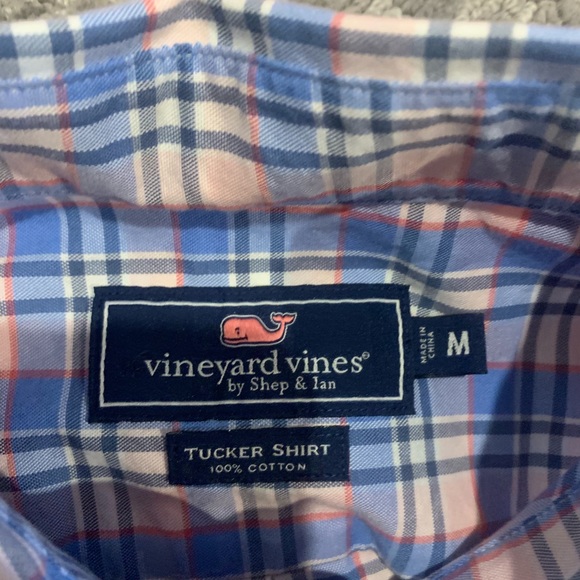 vineyard vines®
by Shep & Ian
MADE IN
CHINA
M
TUCKER SHIRT
100% COTTON